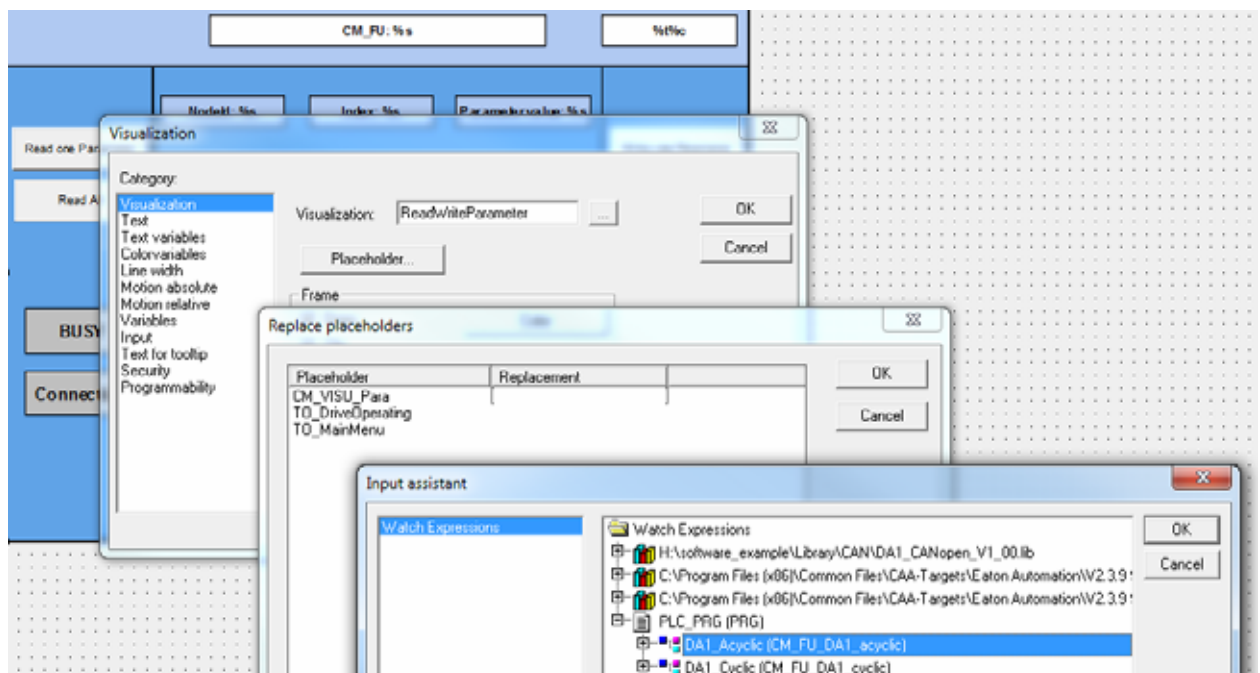 CM_FU: %s
%t%c
NodeId: %s
Index: %s
Parametervalue: %s
Visualization
Read one Par
Category:
Read A
Visualization
Text
Text variables
Colorvariables
Line width
Motion absolute
Motion relative
Variables
Input
Text for tooltip
Security
Programmability
Visualization:
ReadWriteParameter
...
OK
Placeholder...
Cancel
Frame
BUSY
Connect
Replace placeholders
Placeholder
Replacement
CM_VISU_Para
TO_DriveOperating
TO_MainMenu
OK
Cancel
Input assistant
Watch Expressions
Watch Expressions
H:\software_example\Library\CAN\DA1_CANopen_V1_00.lib
C:\Program Files (x86)\Common Files\CAA-Targets\Eaton Automation\V2.3.9
C:\Program Files (x86)\Common Files\CAA-Targets\Eaton Automation\V2.3.9
PLC_PRG (PRG)
DA1_Acyclic (CM_FU_DA1_acyclic)
DA1_Cyclic (CM_FU_DA1_cyclic)
OK
Cancel